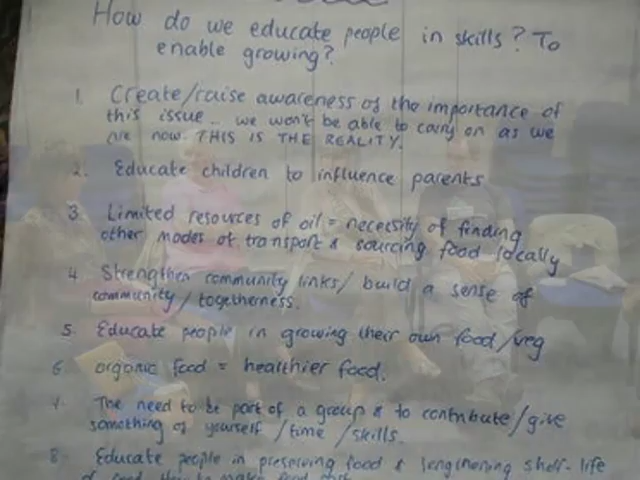 How do we educate people in skills? To
enable growing?
1. Create/raise awareness of the importance of
this issue.. we won't be able to carry on as we
are now. THIS IS THE REALITY.
2. Educate children to influence parents
3. Limited resources of oil = necessity of finding
other modes of transport & sourcing food locally
4 Strengthen community links/ build a sense of
community/togetherness.
5. Educate people in growing their own food/veg
6 organic food = healthier food.
7. The need to be part of a group & to contribute/give
something of yourself /time /skills.
8. Educate people in preserving food & lengthening shelf-life
of food